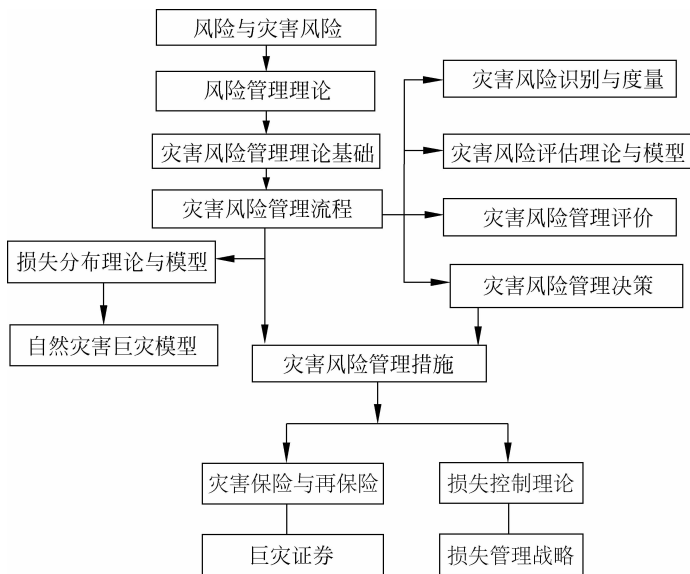 风险与灾害风险
风险管理理论
灾害风险管理理论基础
灾害风险管理流程
灾害风险识别与度量
灾害风险评估理论与模型
灾害风险管理评价
灾害风险管理决策
损失分布理论与模型
自然灾害巨灾模型
灾害风险管理措施
灾害保险与再保险
损失控制理论
巨灾证券
损失管理战略